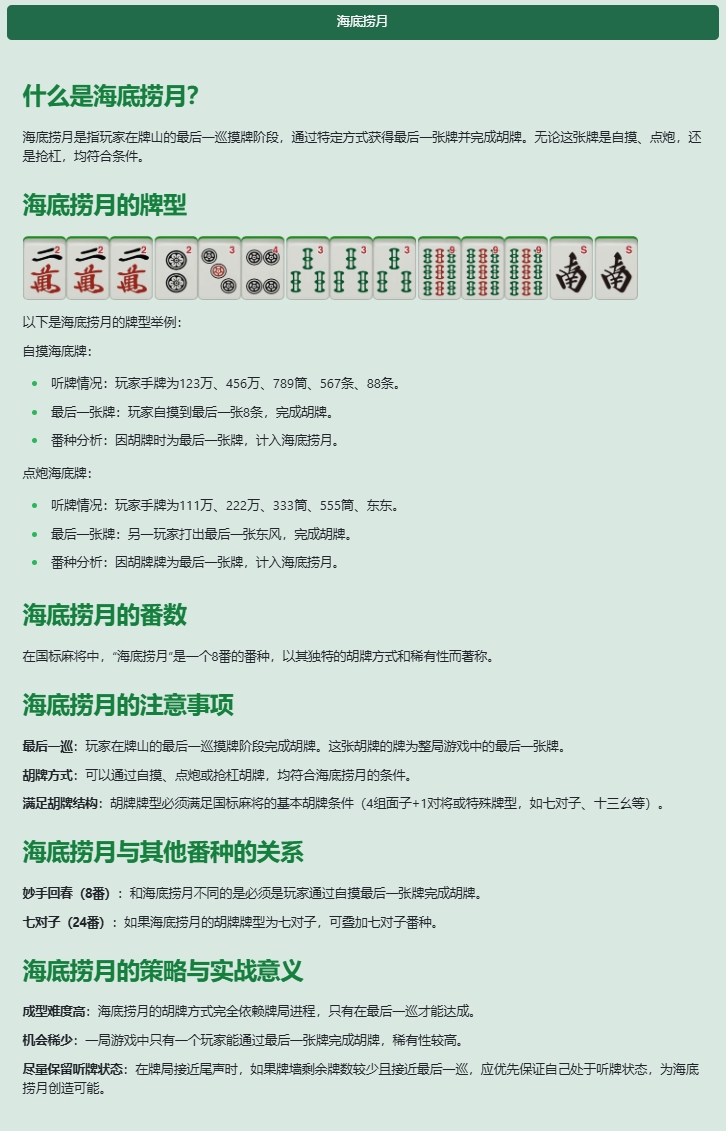 海底捞月
什么是海底捞月？
海底捞月是指玩家在牌山的最后一巡摸牌阶段，通过特定方式获得最后一张牌并完成胡牌。无论这张牌是自摸、点炮，还
是抢杠，均符合条件。
海底捞月的牌型
2 2 2 2 3 4 3 3 3 9 9 9 S S
二萬 二萬 二萬 南 南
以下是海底捞月的牌型举例：
自摸海底牌：
听牌情况：玩家手牌为123万、456万、789筒、567条、88条。
最后一张牌：玩家自摸到最后一张8条，完成胡牌。
番种分析：因胡牌时为最后一张牌，计入海底捞月。
点炮海底牌：
听牌情况：玩家手牌为111万、222万、333筒、555筒、东东。
最后一张牌：另一玩家打出最后一张东风，完成胡牌。
番种分析：因胡牌牌为最后一张牌，计入海底捞月。
海底捞月的番数
在国标麻将中，“海底捞月”是一个8番的番种，以其独特的胡牌方式和稀有性而著称。
海底捞月的注意事项
最后一巡：玩家在牌山的最后一巡摸牌阶段完成胡牌。这张胡牌的牌为整局游戏中的最后一张牌。
胡牌方式：可以通过自摸、点炮或抢杠胡牌，均符合海底捞月的条件。
满足胡牌结构：胡牌牌型必须满足国标麻将的基本胡牌条件（4组面子+1对将或特殊牌型，如七对子、十三幺等）。
海底捞月与其他番种的关系
妙手回春（8番）：和海底捞月不同的是必须是玩家通过自摸最后一张牌完成胡牌。
七对子（24番）：如果海底捞月的胡牌牌型为七对子，可叠加七对子番种。
海底捞月的策略与实战意义
成型难度高：海底捞月的胡牌方式完全依赖牌局进程，只有在最后一巡才能达成。
机会稀少：一局游戏中只有一个玩家能通过最后一张牌完成胡牌，稀有性较高。
尽量保留听牌状态：在牌局接近尾声时，如果牌墙剩余牌数较少且接近最后一巡，应优先保证自己处于听牌状态，为海底
捞月创造可能。